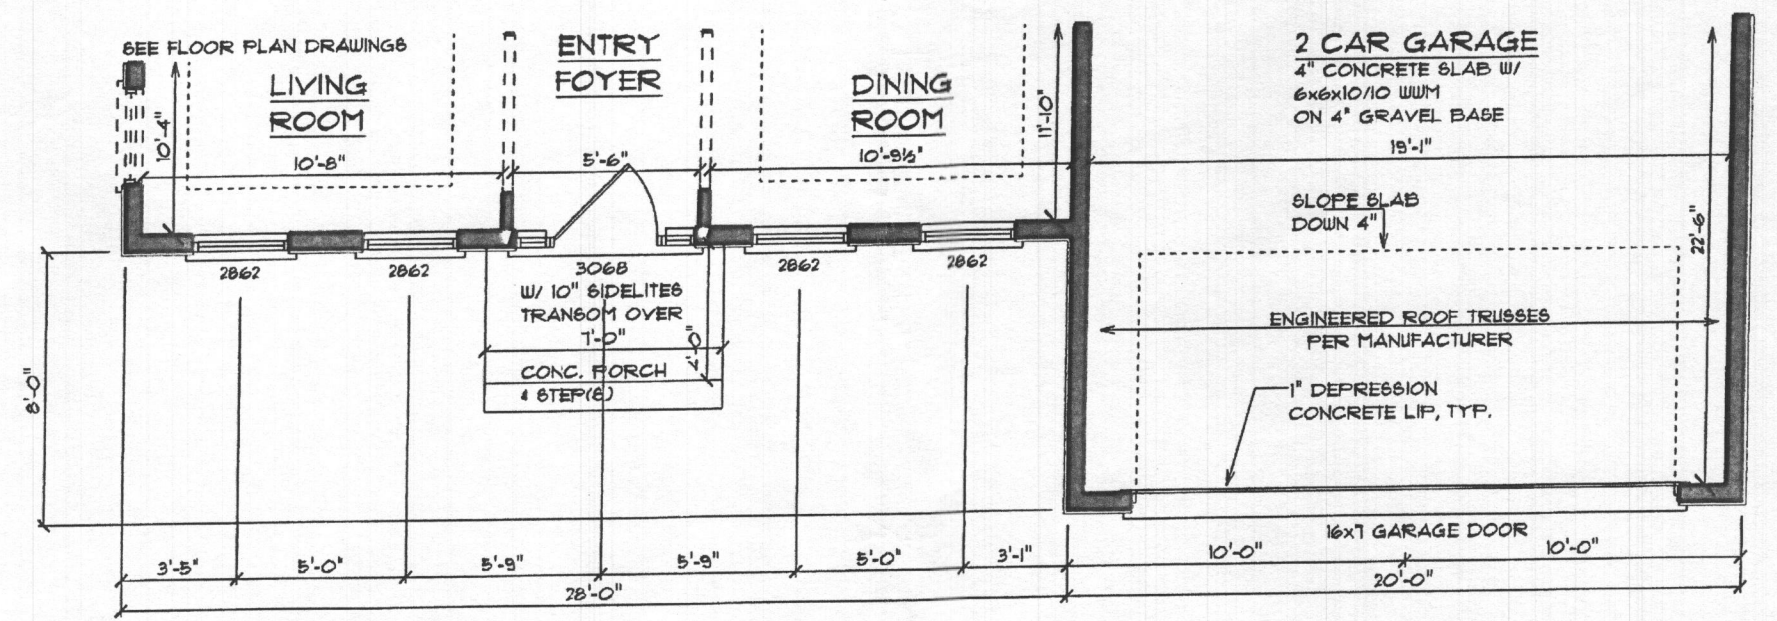 SEE FLOOR PLAN DRAWINGS
LIVING
ROOM
ENTRY
FOYER
DINING
ROOM
2 CAR GARAGE
4" CONCRETE SLAB W/
6x6x10/10 WWM
ON 4" GRAVEL BASE
10'-4"
11'-10"
10'-8"
5'-6"
10'-9½"
19'-1"
SLOPE SLAB
DOWN 4"
22'-6"
2862
2862
3068
2862
2862
W/ 10" SIDELITES
TRANSOM OVER
7'-0"
CONC. PORCH
& STEP(S)
ENGINEERED ROOF TRUSSES
PER MANUFACTURER
1" DEPRESSION
CONCRETE LIP, TYP.
8'-0"
16x7 GARAGE DOOR
3'-5"
5'-0"
5'-9"
5'-9"
5'-0"
3'-1"
10'-0"
10'-0"
28'-0"
20'-0"